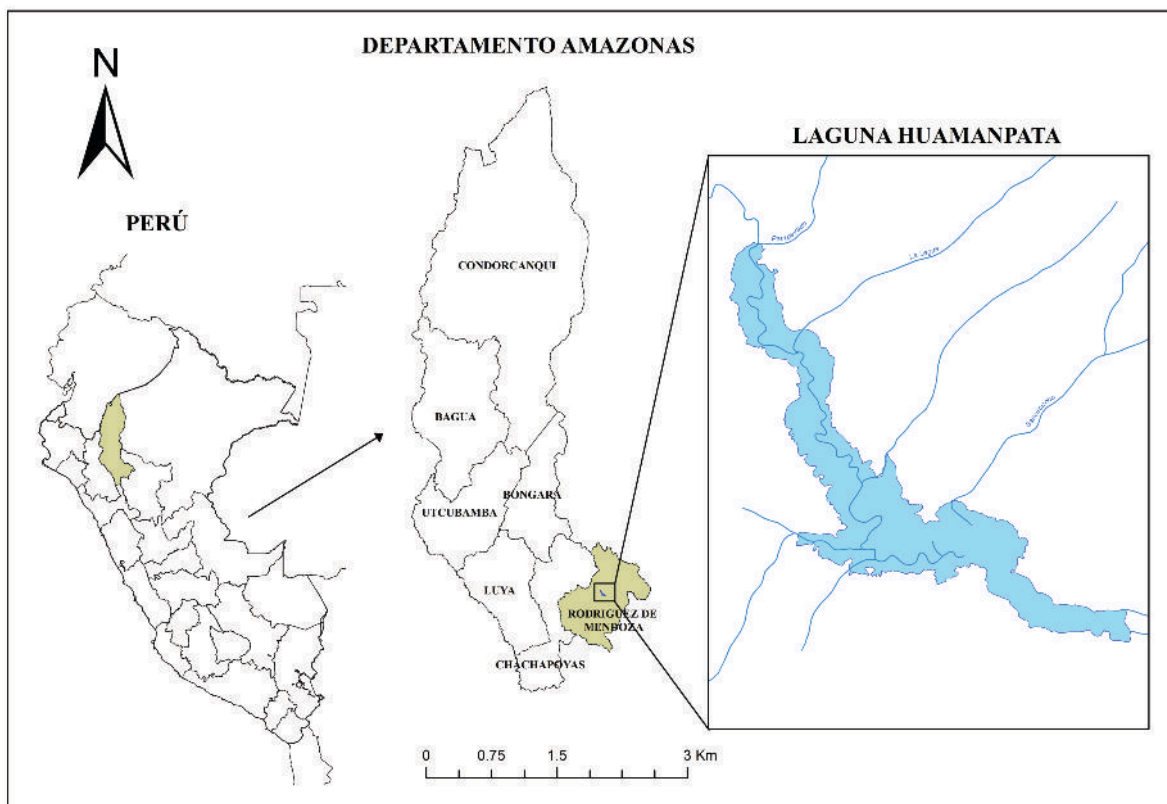 DEPARTAMENTO AMAZONAS
N
LAGUNA HUAMANPATA
PERÚ
CONDORCANQUI
BAGUA
BONGARA
UTCUBAMBA
LUYA
RODRIGUEZ DE
MENDOZA
CHACHAPOYAS
La Laguna
0 0.75 1.5 3 Km